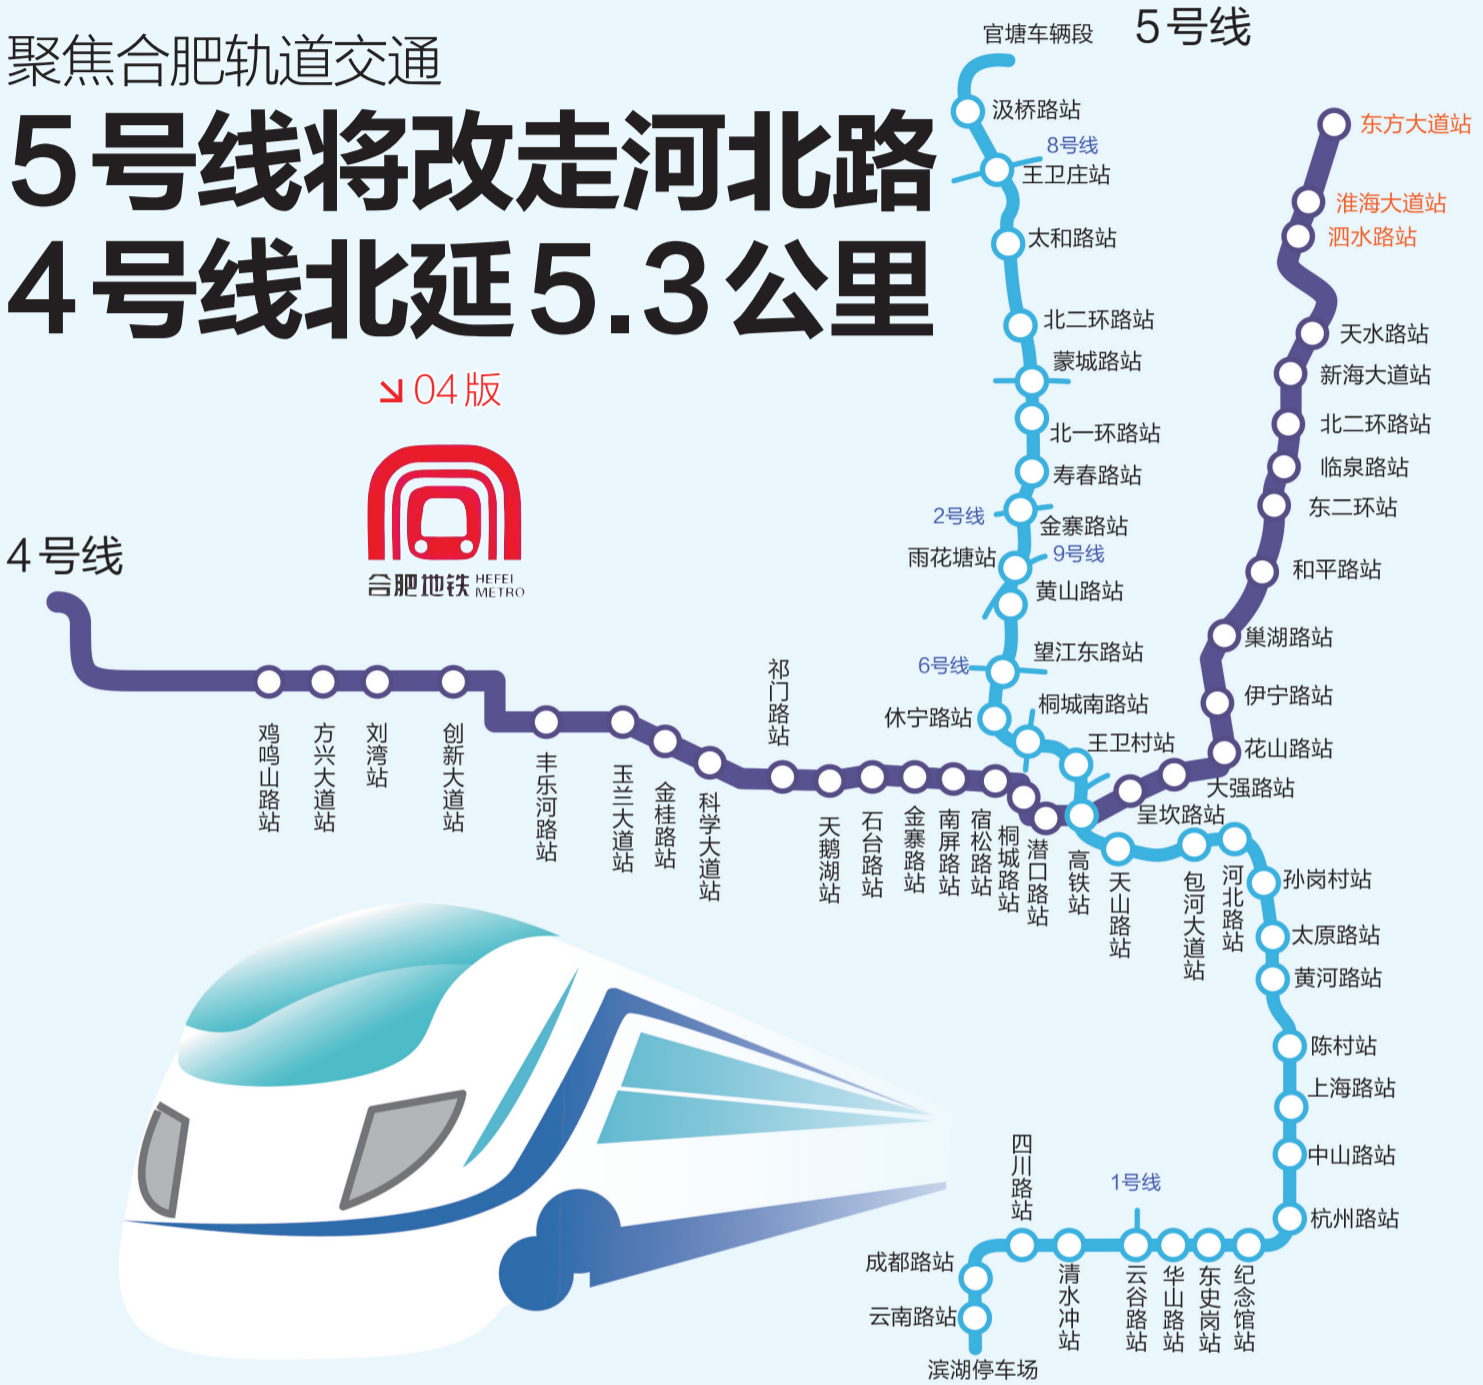 聚焦合肥轨道交通
5号线将改走河北路
4号线北延5.3公里
↘04版
合肥地铁 HEFEI METRO
4号线
鸡鸣山路站
方兴大道站
刘湾站
创新大道站
丰乐河路站
玉兰大道站
金桂路站
科学大道站
祁门路站
天鹅湖站
石台路站
金寨路站
南屏路站
宿松路站
桐城路站
潜口路站
高铁站
呈坎路站
大强路站
花山路站
伊宁路站
巢湖路站
和平路站
东二环站
临泉路站
北二环路站
新海大道站
天水路站
泗水路站
淮海大道站
东方大道站
5号线
官塘车辆段
汲桥路站
8号线
王卫庄站
太和路站
北二环路站
蒙城路站
北一环路站
寿春路站
2号线
金寨路站
雨花塘站
9号线
黄山路站
望江东路站
6号线
休宁路站
桐城南路站
王卫村站
天山路站
包河大道站
河北路站
孙岗村站
太原路站
黄河路站
陈村站
上海路站
中山路站
杭州路站
纪念馆站
东史岗站
华山路站
云谷路站
1号线
清水冲站
四川路站
成都路站
云南路站
滨湖停车场